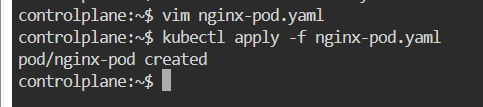 controlplane:~$ vim nginx-pod.yaml
controlplane:~$ kubectl apply -f nginx-pod.yaml
pod/nginx-pod created
controlplane:~$